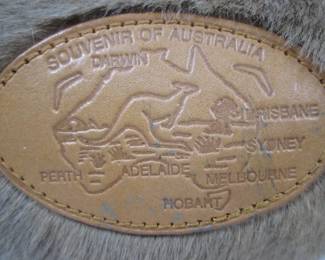 SOUVENIR OF AUSTRALIA
DARWIN
BRISBANE
SYDNEY
PERTH ADELAIDE MELBOURNE
HOBART